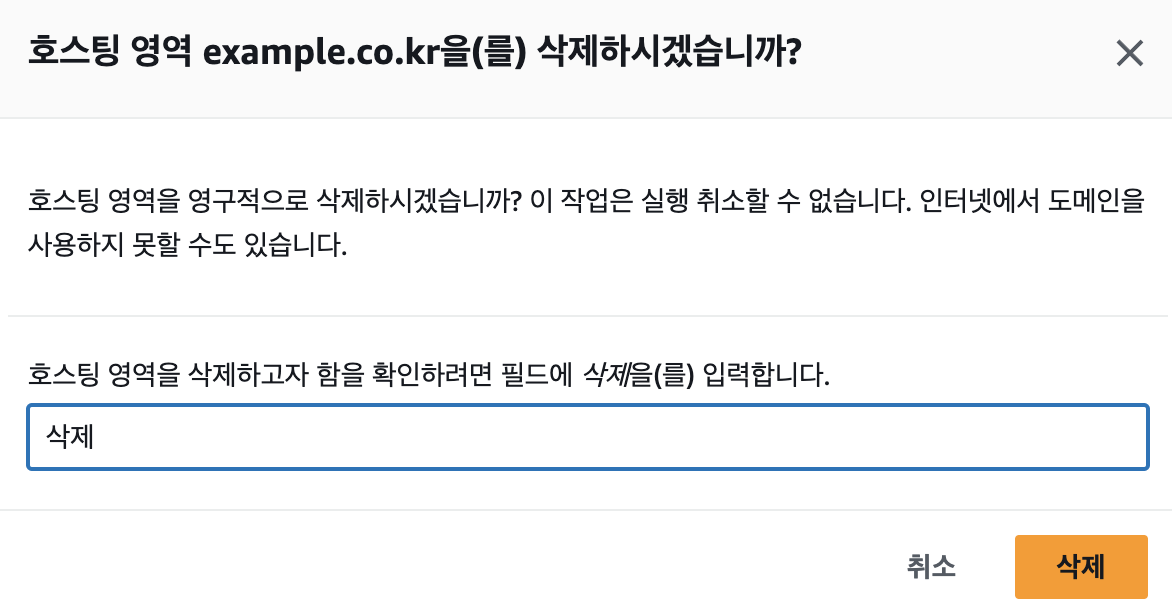 호스팅 영역 example.co.kr을(를) 삭제하시겠습니까?
호스팅 영역을 영구적으로 삭제하시겠습니까? 이 작업은 실행 취소할 수 없습니다. 인터넷에서 도메인을
사용하지 못할 수도 있습니다.
호스팅 영역을 삭제하고자 함을 확인하려면 필드에 삭제을(를) 입력합니다.
삭제
취소
삭제